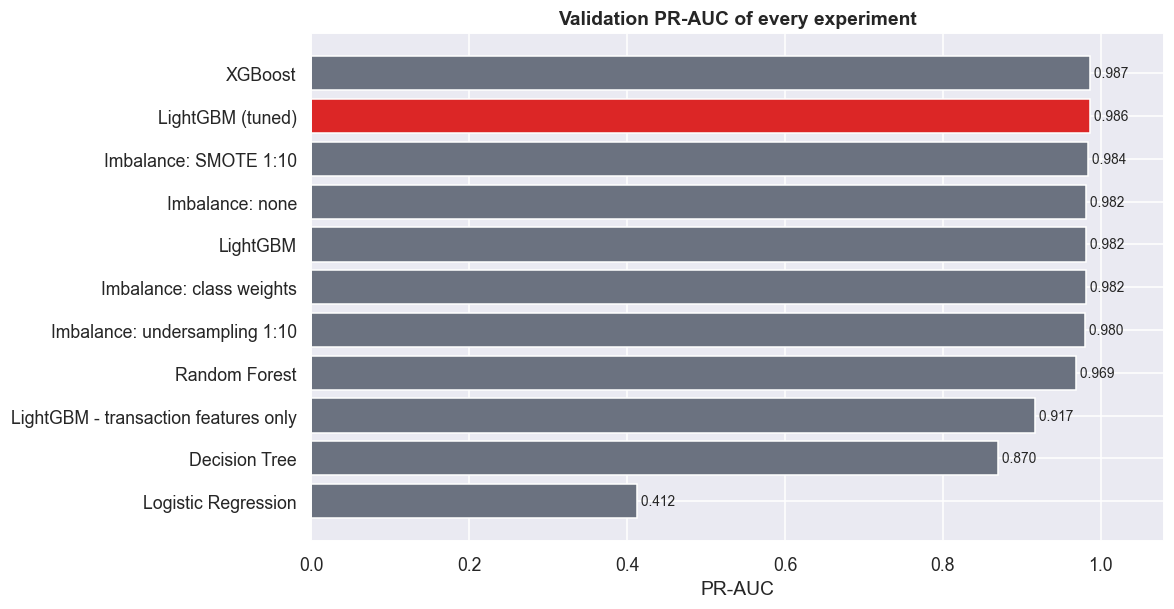 Validation PR-AUC of every experiment
XGBoost 0.987
LightGBM (tuned) 0.986
Imbalance: SMOTE 1:10 0.984
Imbalance: none 0.982
LightGBM 0.982
Imbalance: class weights 0.982
Imbalance: undersampling 1:10 0.980
Random Forest 0.969
LightGBM - transaction features only 0.917
Decision Tree 0.870
Logistic Regression 0.412
0.0 0.2 0.4 0.6 0.8 1.0
PR-AUC